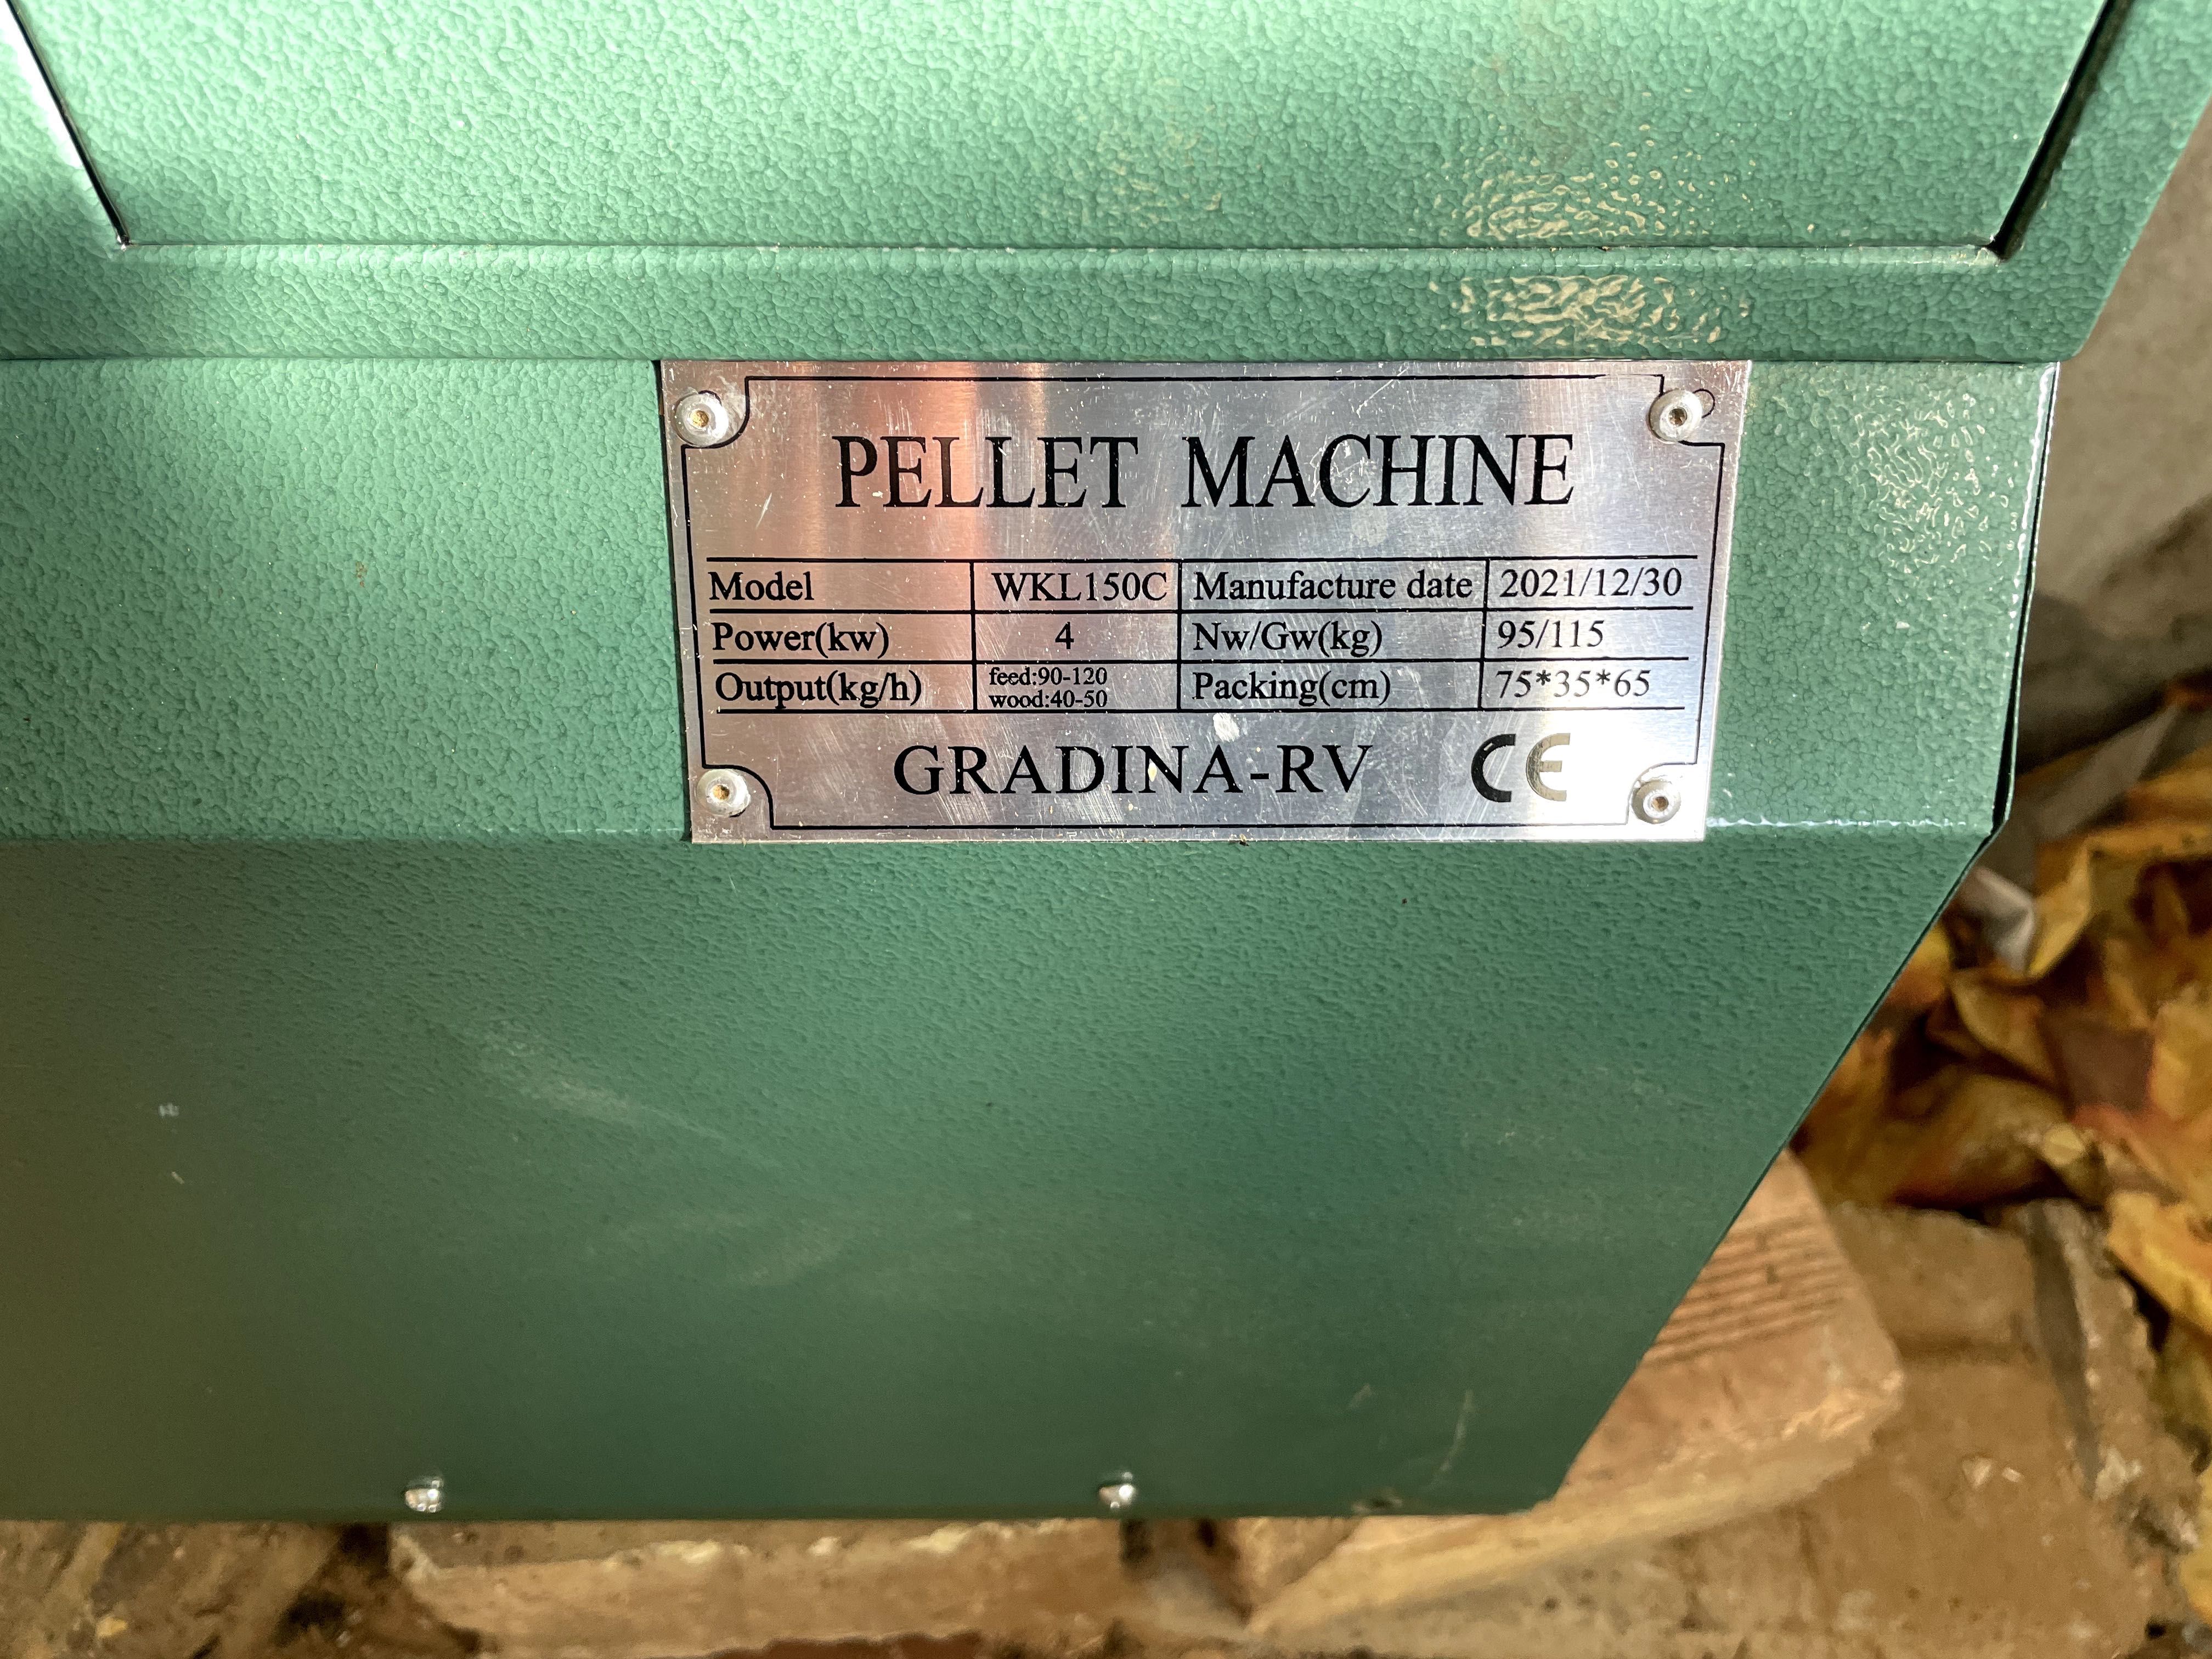 PELLET MACHINE
Model WKL150C Manufacture date 2021/12/30
Power(kw) 4 Nw/Gw(kg) 95/115
Output(kg/h) feed:90-120 wood:40-50 Packing(cm) 75*35*65
GRADINA-RV CE